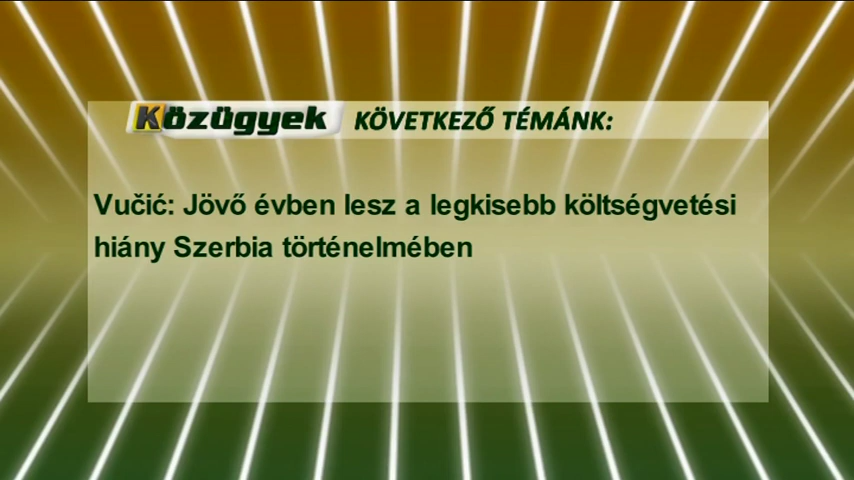 Közügyek KÖVETKEZŐ TÉMÁNK:
Vučić: Jövő évben lesz a legkisebb költségvetési
hiány Szerbia történelmében